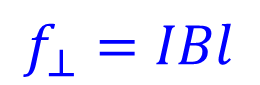 f⊥ = IBl